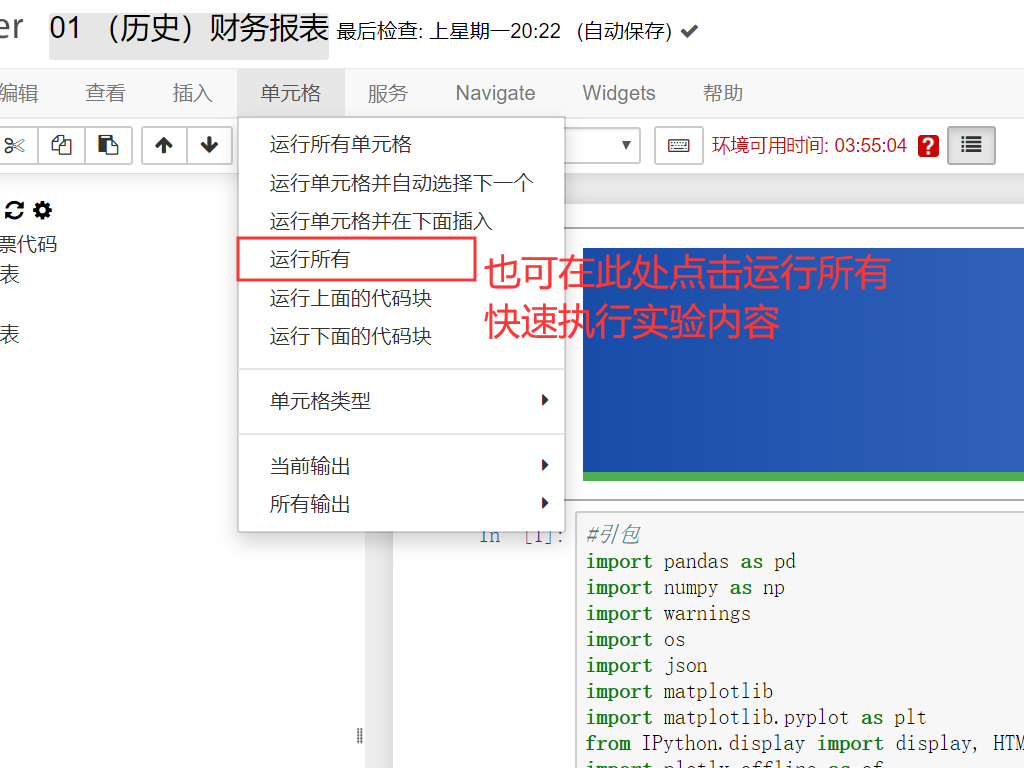 er 01 （历史）财务报表 最后检查: 上星期一20:22 (自动保存)
编辑 查看 插入 单元格 服务 Navigate Widgets 帮助
环境可用时间: 03:55:04 ?
运行所有单元格
运行单元格并自动选择下一个
运行单元格并在下面插入
运行所有
运行上面的代码块
运行下面的代码块
单元格类型
当前输出
所有输出
票代码
表
表
也可在此处点击运行所有
快速执行实验内容
In [1]:
#引包
import pandas as pd
import numpy as np
import warnings
import os
import json
import matplotlib
import matplotlib.pyplot as plt
from IPython.display import display, HTM
import plotly.offline as of